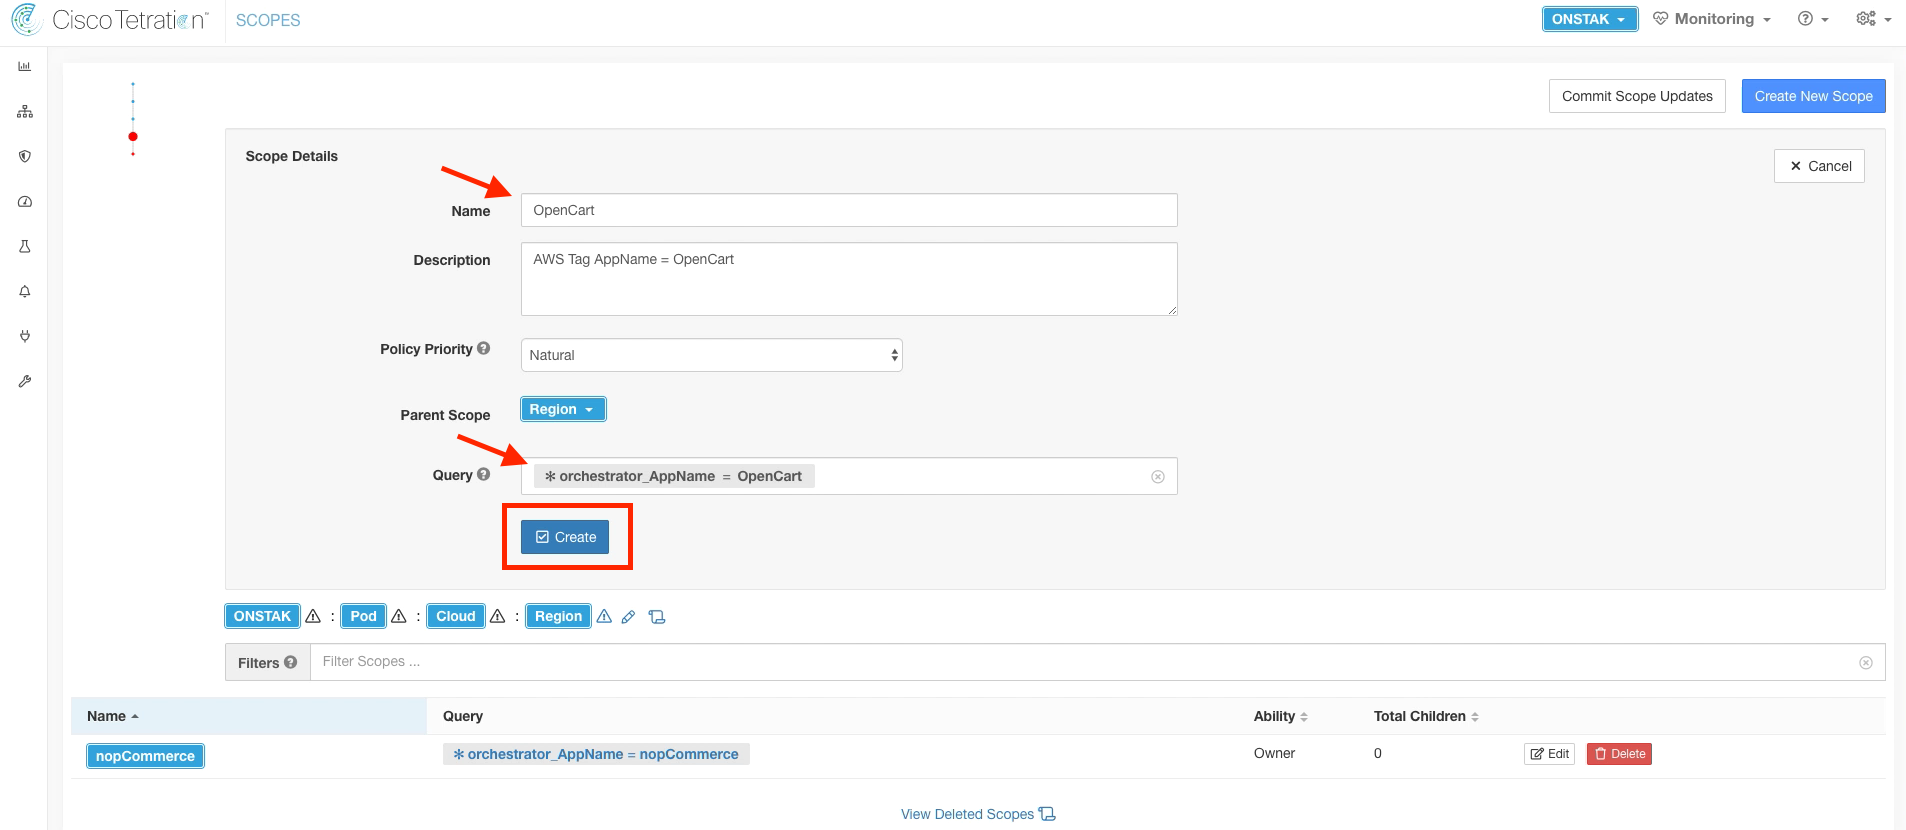 Cisco Tetration™ SCOPES ONSTAK Monitoring
Commit Scope Updates Create New Scope
Scope Details
Cancel
Name OpenCart
Description AWS Tag AppName = OpenCart
Policy Priority Natural
Parent Scope Region
Query * orchestrator_AppName = OpenCart
Create
ONSTAK : Pod : Cloud : Region
Filters Filter Scopes ...
Name Query Ability Total Children
nopCommerce * orchestrator_AppName = nopCommerce Owner 0 Edit Delete
View Deleted Scopes